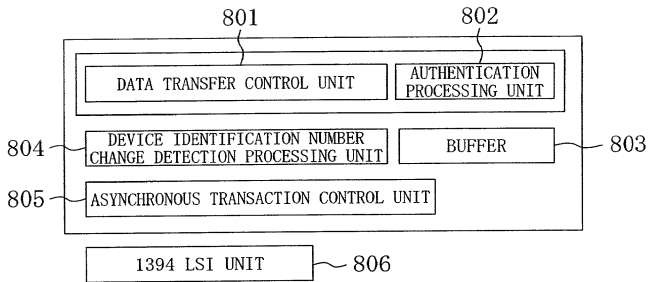 801
802
DATA TRANSFER CONTROL UNIT
AUTHENTICATION
PROCESSING UNIT
804
DEVICE IDENTIFICATION NUMBER
CHANGE DETECTION PROCESSING UNIT
BUFFER
803
805
ASYNCHRONOUS TRANSACTION CONTROL UNIT
1394 LSI UNIT
806